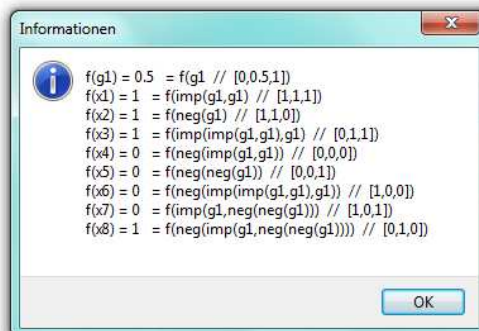 Informationen
f(g1) = 0.5 = f(g1 // [0,0.5,1])
f(x1) = 1 = f(imp(g1,g1) // [1,1,1])
f(x2) = 1 = f(neg(g1) // [1,1,0])
f(x3) = 1 = f(imp(imp(g1,g1),g1) // [0,1,1])
f(x4) = 0 = f(neg(imp(g1,g1)) // [0,0,0])
f(x5) = 0 = f(neg(neg(g1)) // [0,0,1])
f(x6) = 0 = f(neg(imp(imp(g1,g1),g1)) // [1,0,0])
f(x7) = 0 = f(imp(g1,neg(neg(g1))) // [1,0,1])
f(x8) = 1 = f(neg(imp(g1,neg(neg(g1)))) // [0,1,0])
OK